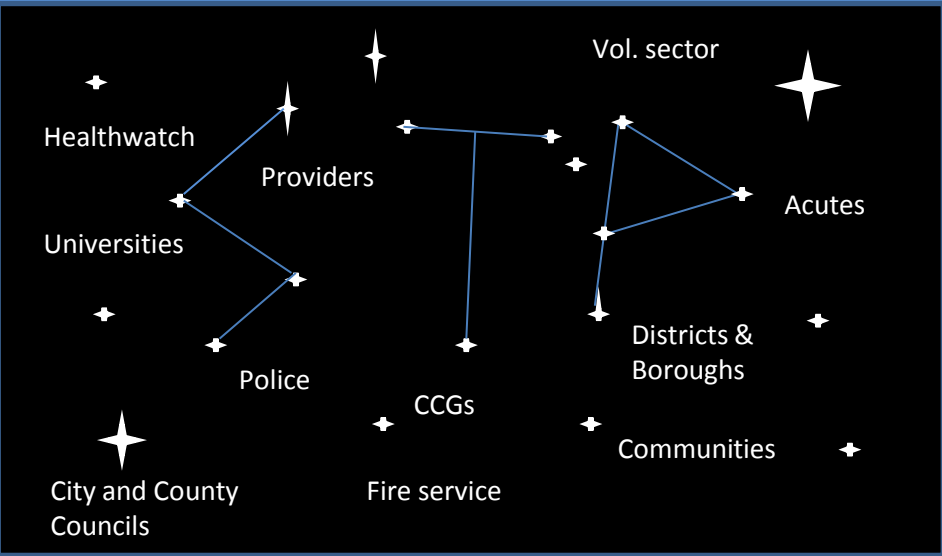 Vol. sector
Healthwatch
Providers
Acutes
Universities
Districts &
Boroughs
Police
CCGs
Communities
City and County
Councils
Fire service